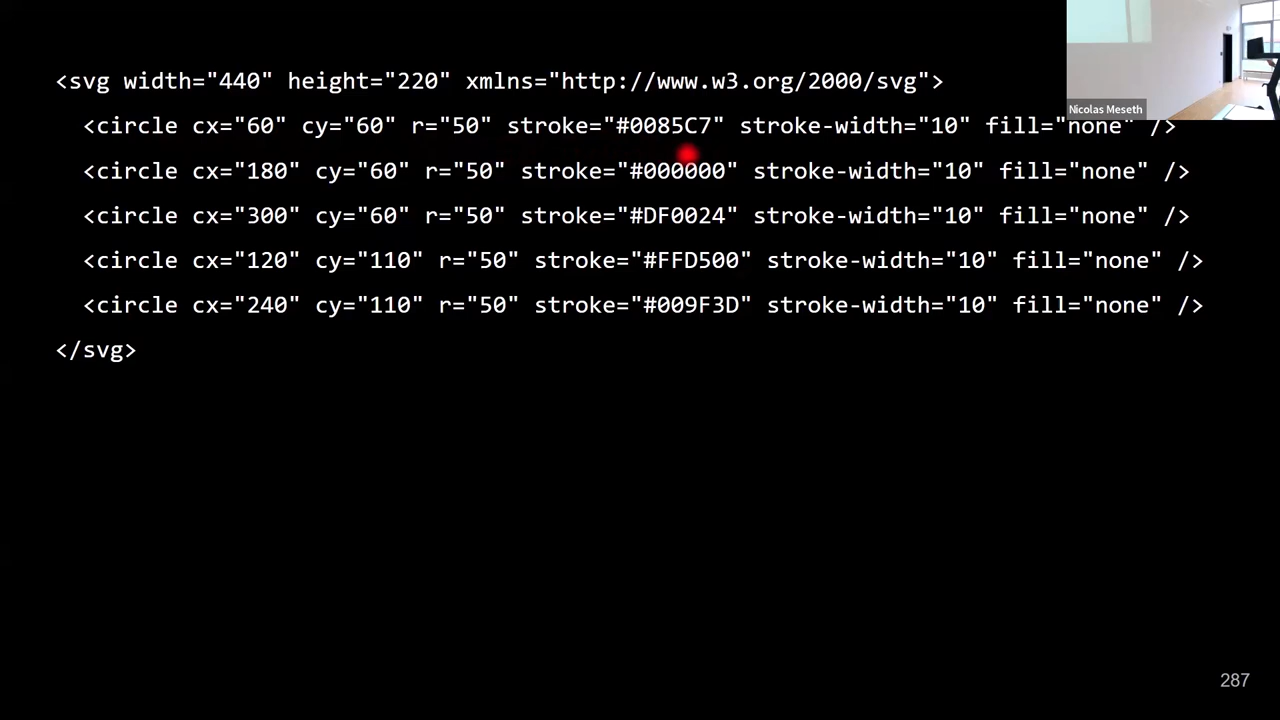 <svg width="440" height="220" xmlns="http://www.w3.org/2000/svg">
<circle cx="60" cy="60" r="50" stroke="#0085C7" stroke-width="10" fill="none" />
<circle cx="180" cy="60" r="50" stroke="#000000" stroke-width="10" fill="none" />
<circle cx="300" cy="60" r="50" stroke="#DF0024" stroke-width="10" fill="none" />
<circle cx="120" cy="110" r="50" stroke="#FFD500" stroke-width="10" fill="none" />
<circle cx="240" cy="110" r="50" stroke="#009F3D" stroke-width="10" fill="none" />
</svg>
Nicolas Meseth
287